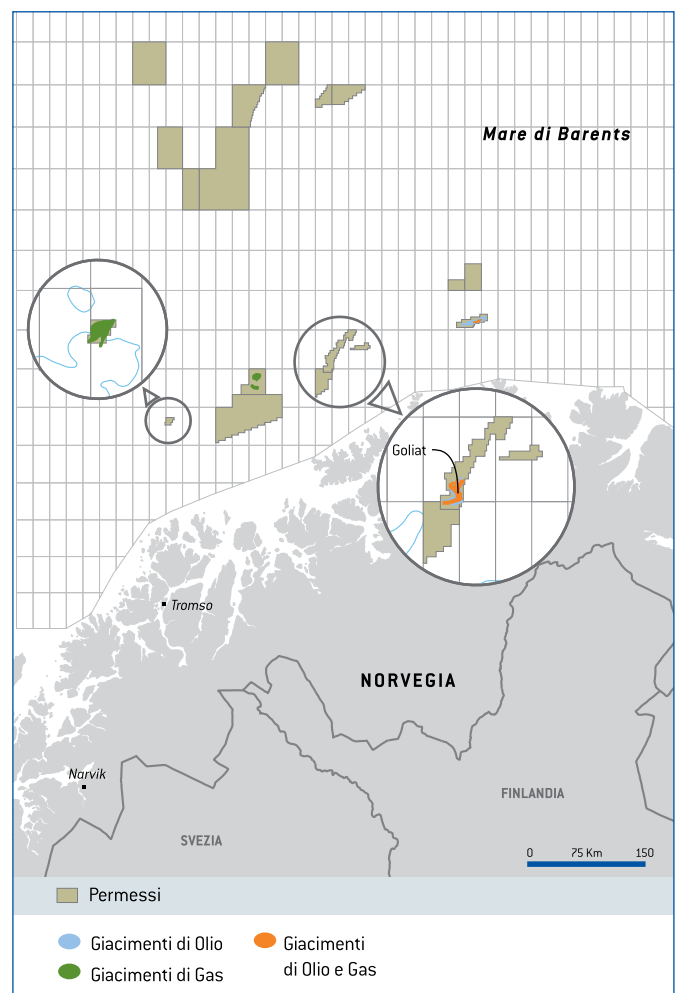 Mare di Barents
Goliat
Tromso
NORVEGIA
Narvik
FINLANDIA
SVEZIA
0 75 Km 150
Permessi
Giacimenti di Olio
Giacimenti di Gas
Giacimenti
di Olio e Gas